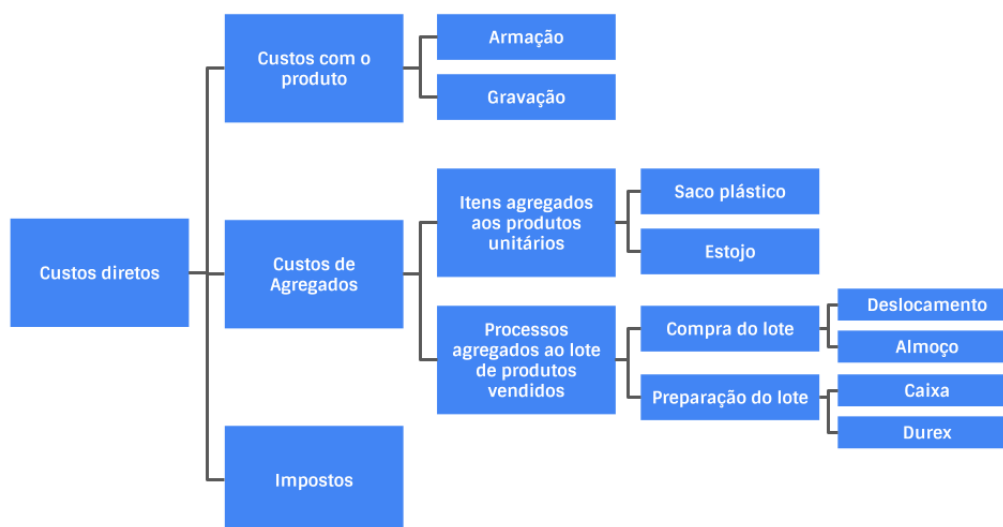 Custos diretos
Custos com o
produto
Armação
Gravação
Custos de
Agregados
Itens agregados
aos produtos
unitários
Saco plástico
Estojo
Processos
agregados ao lote
de produtos
vendidos
Compra do lote
Deslocamento
Almoço
Preparação do lote
Caixa
Durex
Impostos